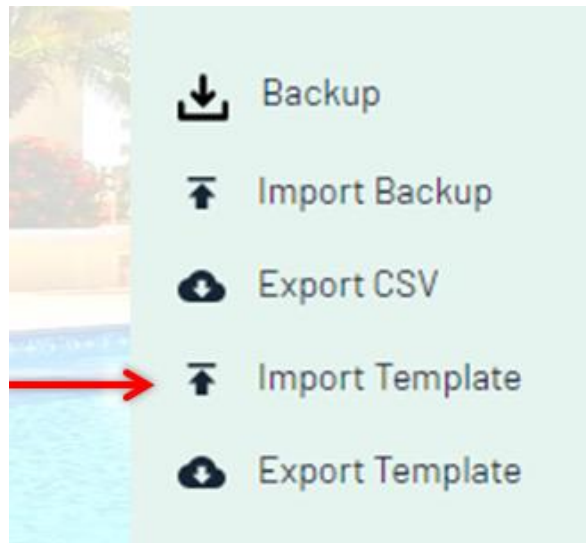 Backup
Import Backup
Export CSV
Import Template
Export Template